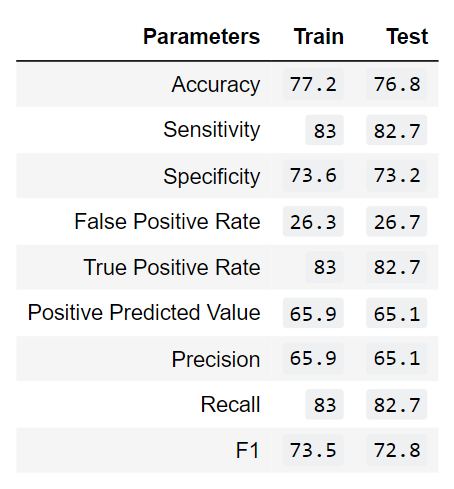 Parameters Train Test
Accuracy 77.2 76.8
Sensitivity 83 82.7
Specificity 73.6 73.2
False Positive Rate 26.3 26.7
True Positive Rate 83 82.7
Positive Predicted Value 65.9 65.1
Precision 65.9 65.1
Recall 83 82.7
F1 73.5 72.8